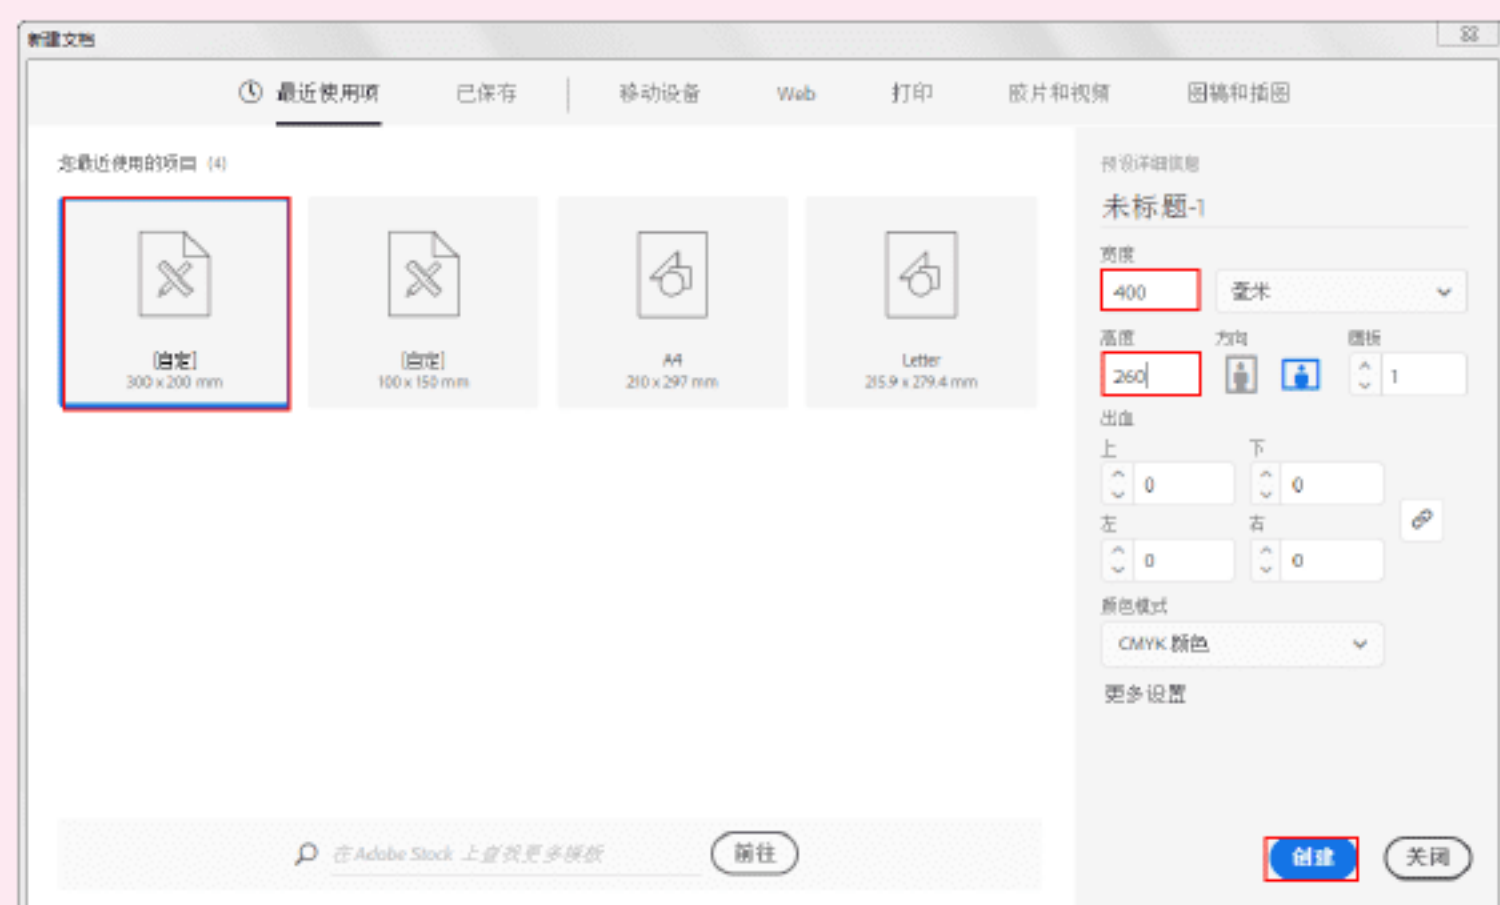 新建文档
最近使用项 已保存 移动设备 Web 打印 胶片和视频 图稿和插图
您最近使用的项目 (4)
[自定]
300 x 200 mm
[自定]
100 x 150 mm
A4
210 x 297 mm
Letter
215.9 x 279.4 mm
在 Adobe Stock 上查找更多模板
前往
预设详细信息
未标题-1
宽度
400 毫米
高度 方向 画板
260 1
出血
上 下
0 0
左 右
0 0
颜色模式
CMYK 颜色
更多设置
创建 关闭